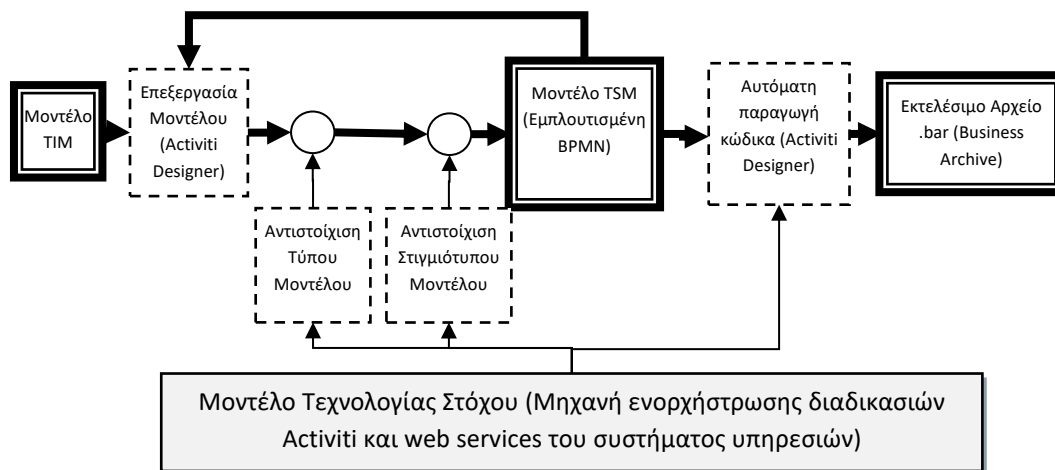 Μοντέλο
TIM
Επεξεργασία
Μοντέλου
(Activiti
Designer)
Αντιστοίχιση
Τύπου
Μοντέλου
Αντιστοίχιση
Στιγμιότυπου
Μοντέλου
Μοντέλο TSM
(Εμπλουτισμένη
BPMN)
Αυτόματη
παραγωγή
κώδικα (Activiti
Designer)
Εκτελέσιμο Αρχείο
.bar (Business
Archive)
Μοντέλο Τεχνολογίας Στόχου (Μηχανή ενορχήστρωσης διαδικασιών
Activiti και web services του συστήματος υπηρεσιών)